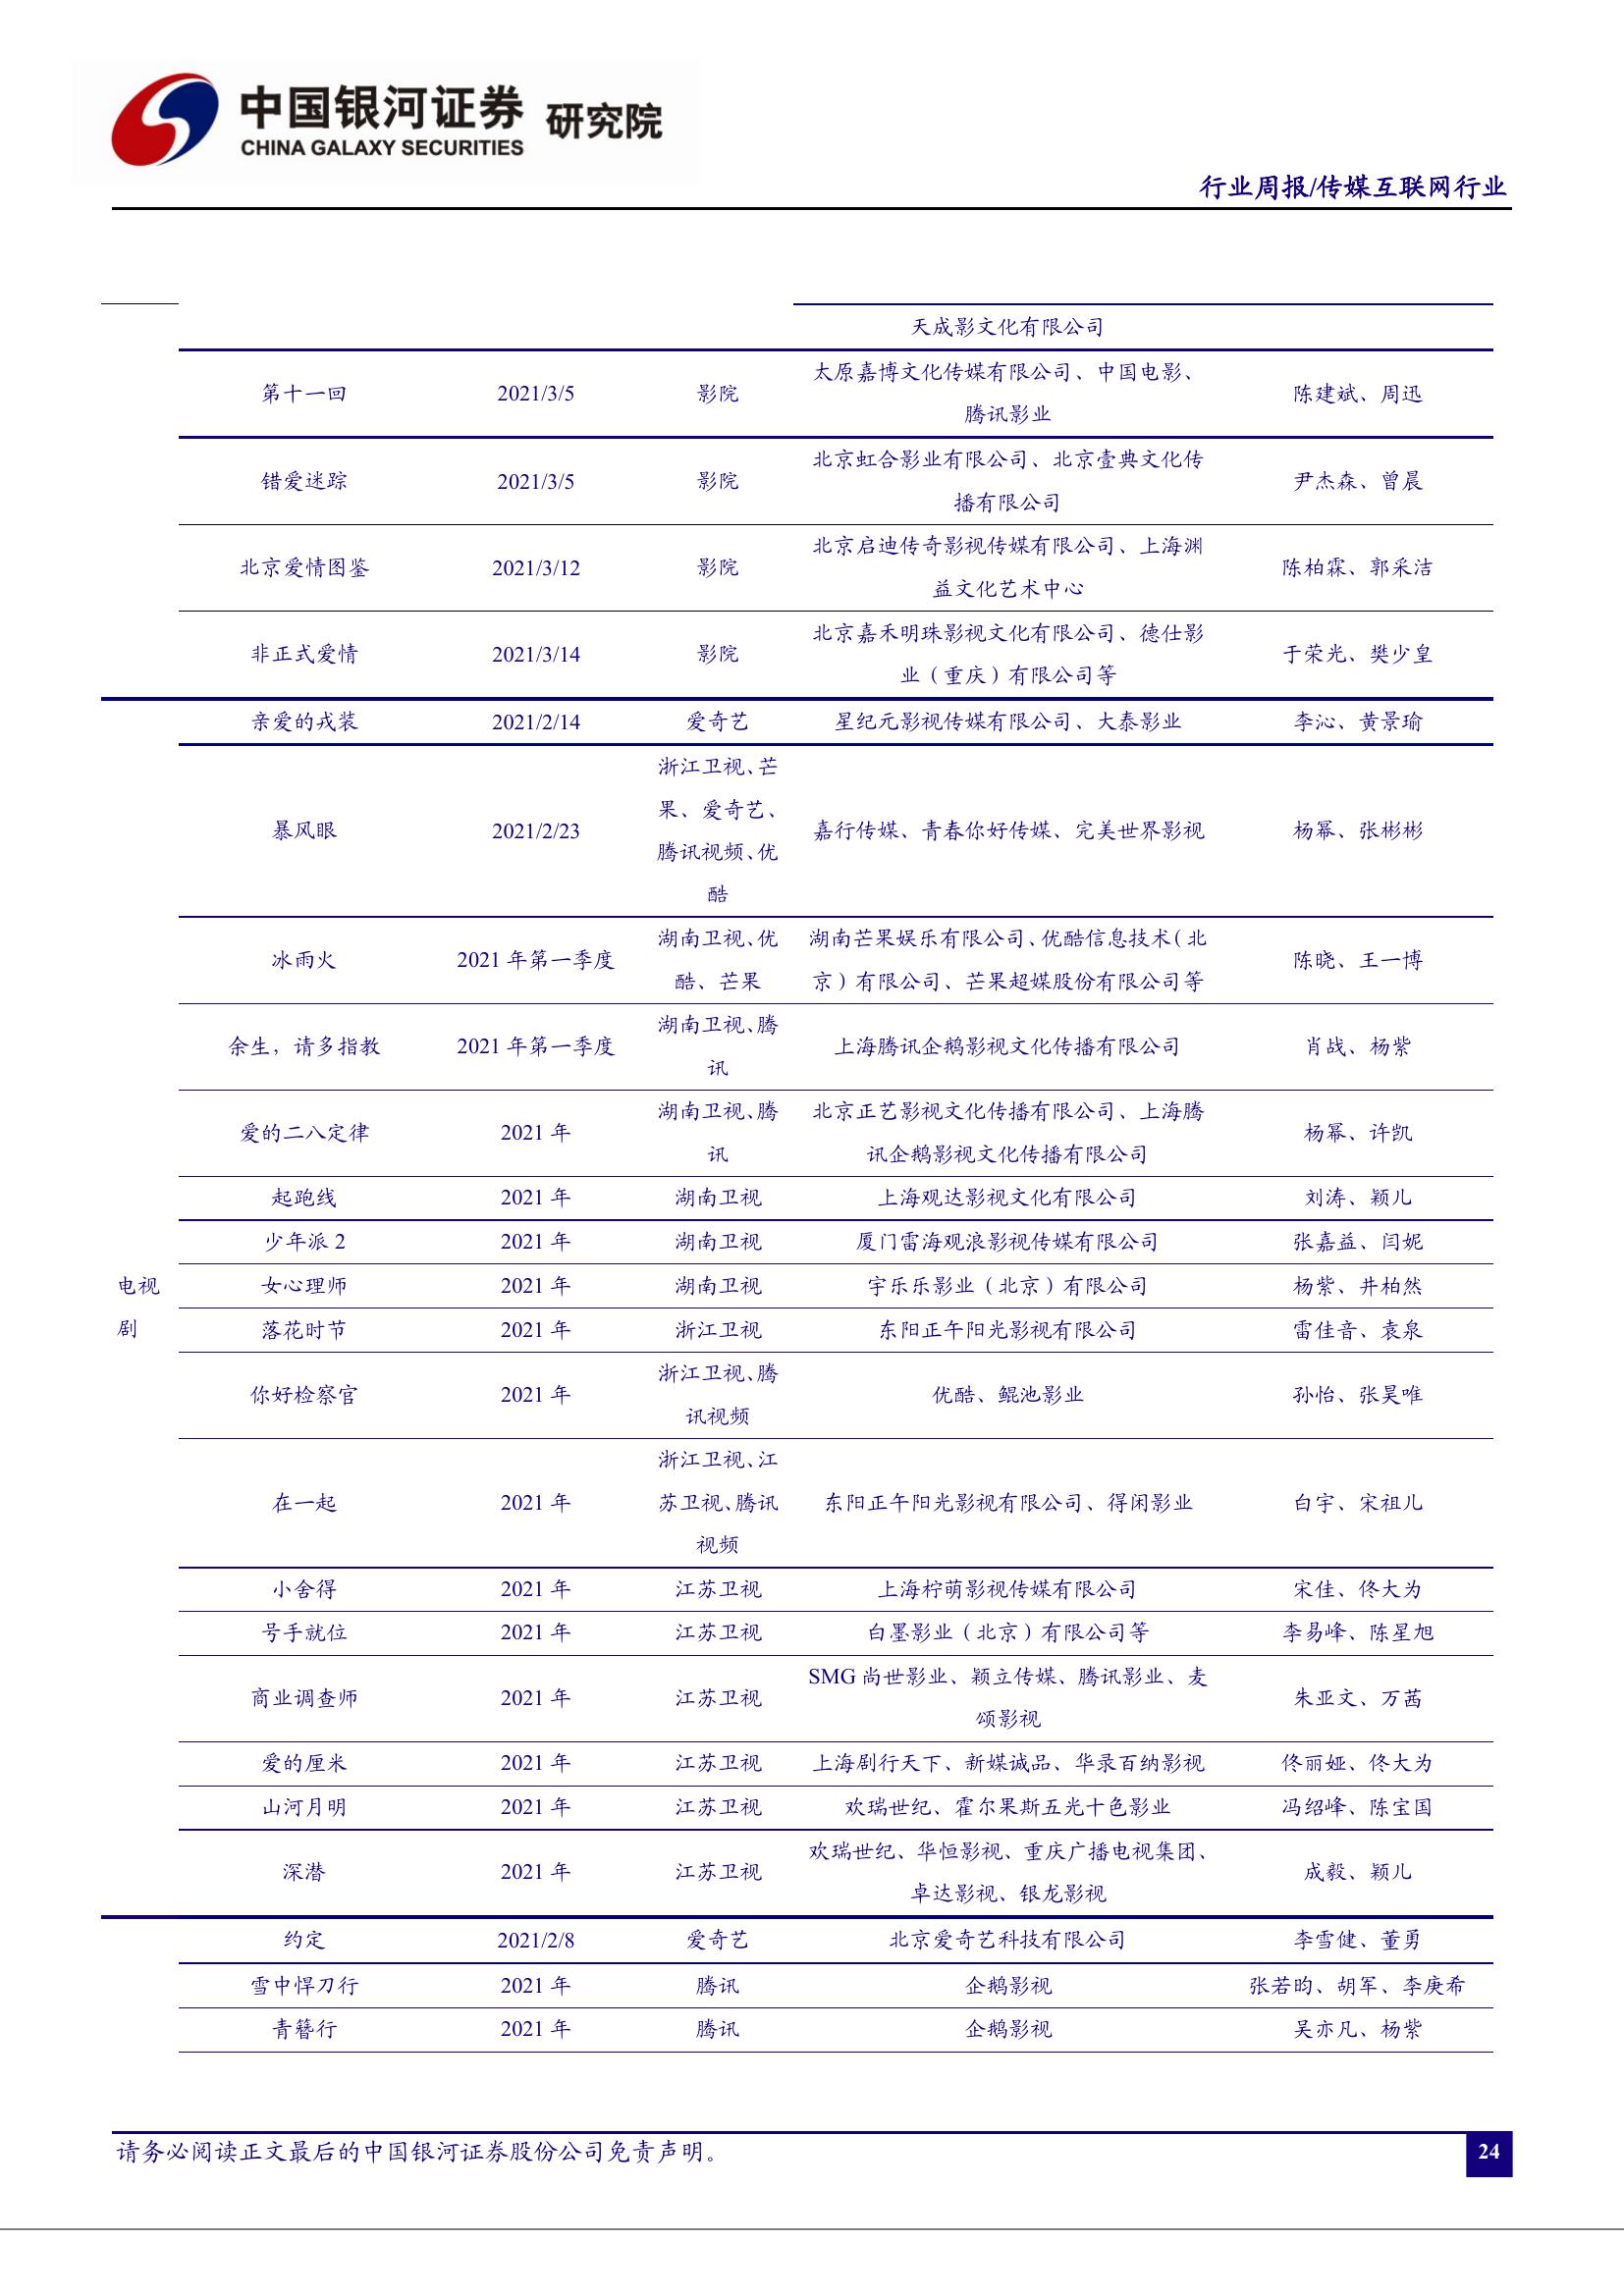 中国银河证券 研究院
CHINA GALAXY SECURITIES
行业周报/传媒互联网行业
天成影文化有限公司
第十一回 2021/3/5 影院 太原嘉博文化传媒有限公司、中国电影、
腾讯影业 陈建斌、周迅
错爱迷踪 2021/3/5 影院 北京虹合影业有限公司、北京壹典文化传
播有限公司 尹杰森、曾晨
北京爱情图鉴 2021/3/12 影院 北京启迪传奇影视传媒有限公司、上海渊
益文化艺术中心 陈柏霖、郭采洁
非正式爱情 2021/3/14 影院 北京嘉禾明珠影视文化有限公司、德仕影
业（重庆）有限公司等 于荣光、樊少皇
电视
剧
亲爱的戎装 2021/2/14 爱奇艺 星纪元影视传媒有限公司、大泰影业 李沁、黄景瑜
暴风眼 2021/2/23 浙江卫视、芒
果、爱奇艺、
腾讯视频、优
酷 嘉行传媒、青春你好传媒、完美世界影视 杨幂、张彬彬
冰雨火 2021 年第一季度 湖南卫视、优
酷、芒果 湖南芒果娱乐有限公司、优酷信息技术（北
京）有限公司、芒果超媒股份有限公司等 陈晓、王一博
余生，请多指教 2021 年第一季度 湖南卫视、腾
讯 上海腾讯企鹅影视文化传播有限公司 肖战、杨紫
爱的二八定律 2021 年 湖南卫视、腾
讯 北京正艺影视文化传播有限公司、上海腾
讯企鹅影视文化传播有限公司 杨幂、许凯
起跑线 2021 年 湖南卫视 上海观达影视文化有限公司 刘涛、颖儿
少年派 2 2021 年 湖南卫视 厦门雷海观浪影视传媒有限公司 张嘉益、闫妮
女心理师 2021 年 湖南卫视 宇乐乐影业（北京）有限公司 杨紫、井柏然
落花时节 2021 年 浙江卫视 东阳正午阳光影视有限公司 雷佳音、袁泉
你好检察官 2021 年 浙江卫视、腾
讯视频 优酷、鲲池影业 孙怡、张昊唯
在一起 2021 年 浙江卫视、江
苏卫视、腾讯
视频 东阳正午阳光影视有限公司、得闲影业 白宇、宋祖儿
小舍得 2021 年 江苏卫视 上海柠萌影视传媒有限公司 宋佳、佟大为
号手就位 2021 年 江苏卫视 白墨影业（北京）有限公司等 李易峰、陈星旭
商业调查师 2021 年 江苏卫视 SMG 尚世影业、颖立传媒、腾讯影业、麦
颂影视 朱亚文、万茜
爱的厘米 2021 年 江苏卫视 上海剧行天下、新媒诚品、华录百纳影视 佟丽娅、佟大为
山河月明 2021 年 江苏卫视 欢瑞世纪、霍尔果斯五光十色影业 冯绍峰、陈宝国
深潜 2021 年 江苏卫视 欢瑞世纪、华恒影视、重庆广播电视集团、
卓达影视、银龙影视 成毅、颖儿
约定 2021/2/8 爱奇艺 北京爱奇艺科技有限公司 李雪健、董勇
雪中悍刀行 2021 年 腾讯 企鹅影视 张若昀、胡军、李庚希
青簪行 2021 年 腾讯 企鹅影视 吴亦凡、杨紫
请务必阅读正文最后的中国银河证券股份公司免责声明。
24